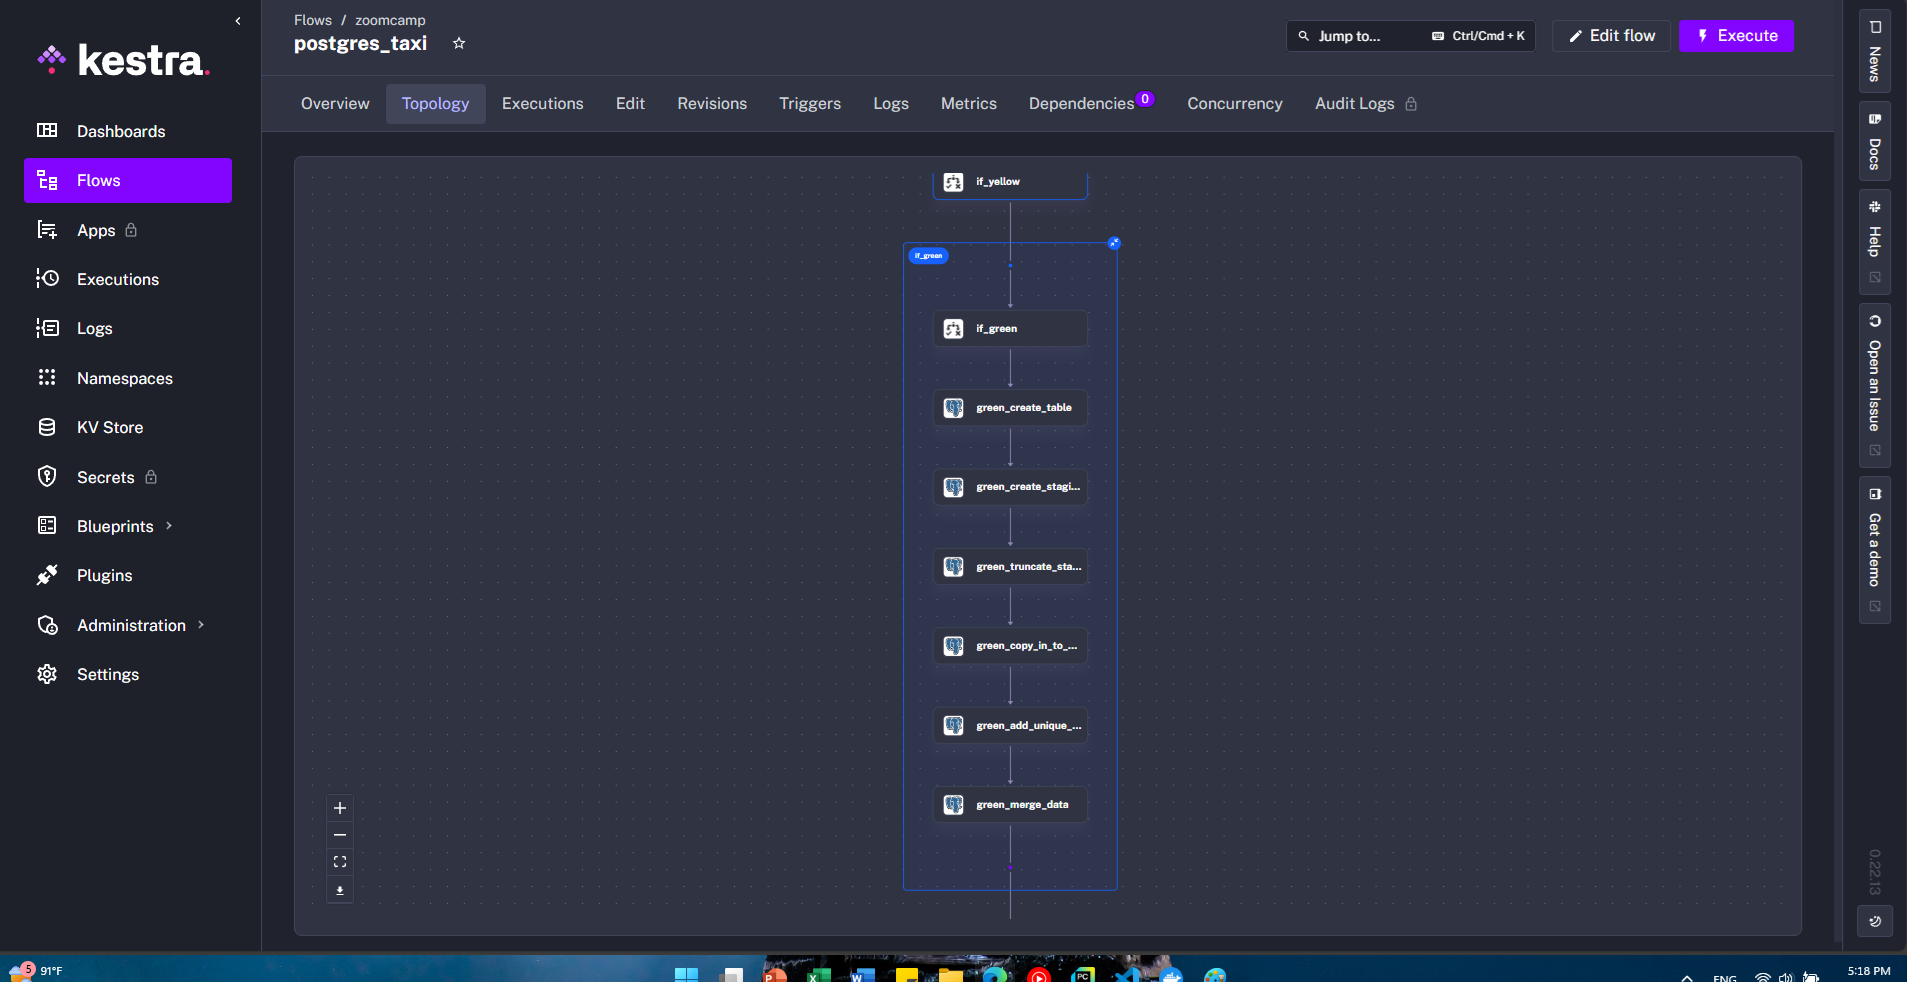 kestra.
Dashboards
Flows
Apps
Executions
Logs
Namespaces
KV Store
Secrets
Blueprints
Plugins
Administration
Settings
Flows / zoomcamp
postgres_taxi
Jump to...
Ctrl/Cmd + K
Edit flow
Execute
Overview
Topology
Executions
Edit
Revisions
Triggers
Logs
Metrics
Dependencies 0
Concurrency
Audit Logs
if_yellow
if_green
if_green
green_create_table
green_create_stagi...
green_truncate_sta...
green_copy_in_to_...
green_add_unique_...
green_merge_data
News
Docs
Help
Open an Issue
Get a demo
0.22.13
5
91°F
PC
ENG
5:18 PM